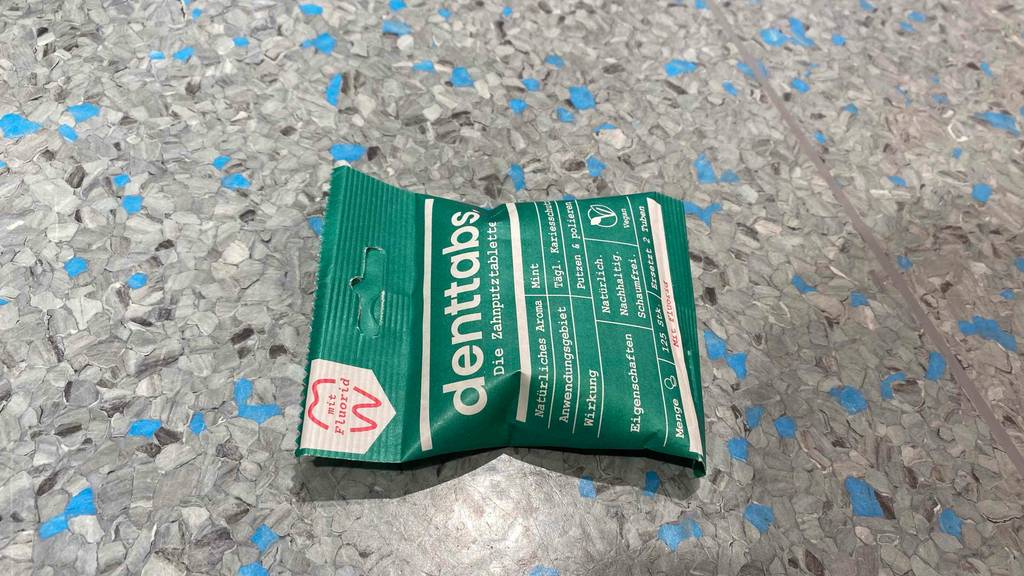 denttabs
Die Zahnputztablette
mit
Fluorid
Natürliches Aroma Mint
Anwendungsgebiet Tägl. Kariesschutz
Wirkung Putzen & polieren
Eigenschaften Natürlich.
Nachhaltig.
Schaumfrei.
Vegan
Menge 125 Stk / Ersetzt 2 Tuben
Mit Fluorid